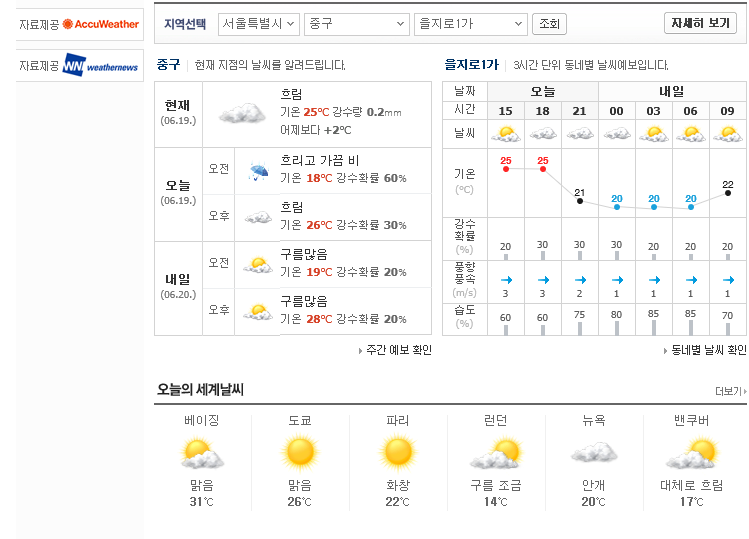 자료제공 AccuWeather
자료제공 WN weathernews
지역선택 서울특별시 중구 을지로1가 조회 자세히 보기
중구 현재 지점의 날씨를 알려드립니다.
현재 (06.19.)
흐림
기온 25℃ 강수량 0.2mm
어제보다 +2℃
오늘 (06.19.)
오전
흐리고 가끔 비
기온 18℃ 강수확률 60%
오후
흐림
기온 26℃ 강수확률 30%
내일 (06.20.)
오전
구름많음
기온 19℃ 강수확률 20%
오후
구름많음
기온 28℃ 강수확률 20%
주간 예보 확인
을지로1가 3시간 단위 동네별 날씨예보입니다.
날짜 오늘 내일
시간 15 18 21 00 03 06 09
날씨
기온 (℃) 25 25 21 20 20 20 22
강수확률 (%) 20 30 30 30 20 20 20
풍향풍속 (m/s) 3 3 2 1 1 1 1
습도 (%) 60 60 75 80 85 85 70
동네별 날씨 확인
오늘의 세계날씨 더보기
베이징 도쿄 파리 런던 뉴욕 밴쿠버
맑음 맑음 화창 구름 조금 안개 대체로 흐림
31℃ 26℃ 22℃ 14℃ 20℃ 17℃